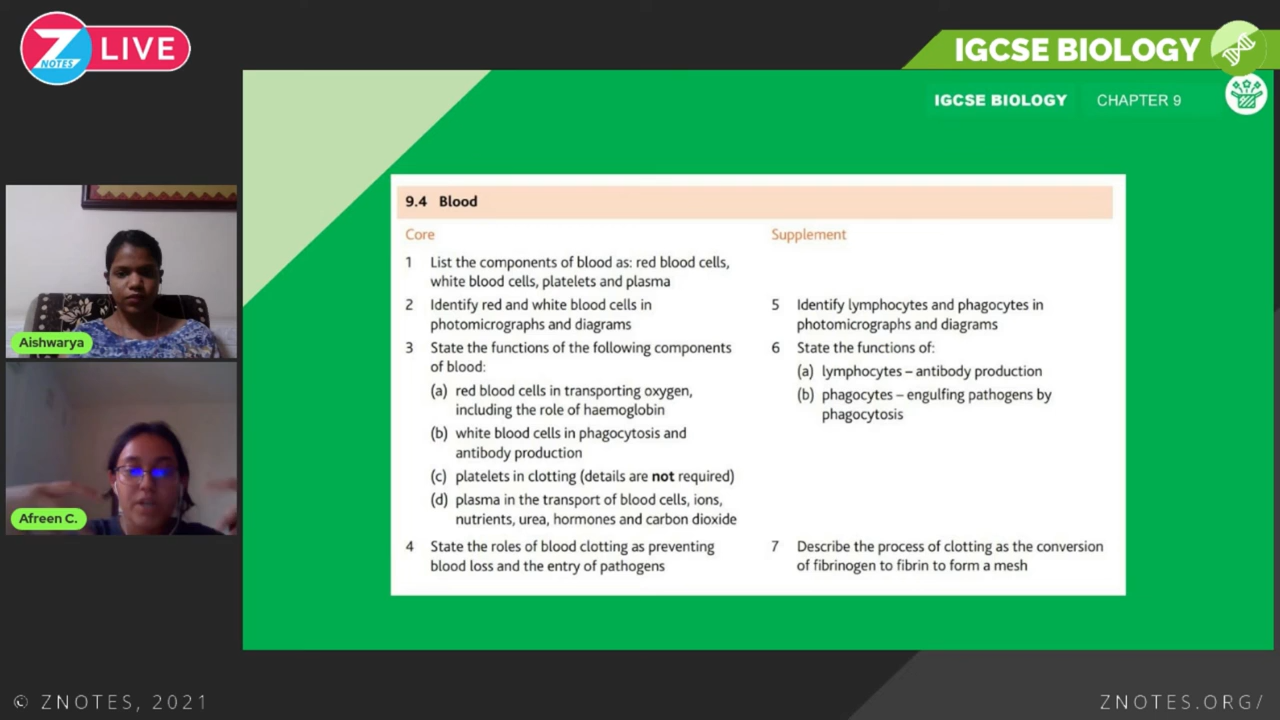 Z
NOTES
LIVE
IGCSE BIOLOGY
IGCSE BIOLOGY CHAPTER 9
9.4 Blood
Core
1 List the components of blood as: red blood cells,
white blood cells, platelets and plasma
2 Identify red and white blood cells in
photomicrographs and diagrams
3 State the functions of the following components
of blood:
(a) red blood cells in transporting oxygen,
including the role of haemoglobin
(b) white blood cells in phagocytosis and
antibody production
(c) platelets in clotting (details are not required)
(d) plasma in the transport of blood cells, ions,
nutrients, urea, hormones and carbon dioxide
4 State the roles of blood clotting as preventing
blood loss and the entry of pathogens
Supplement
5 Identify lymphocytes and phagocytes in
photomicrographs and diagrams
6 State the functions of:
(a) lymphocytes – antibody production
(b) phagocytes – engulfing pathogens by
phagocytosis
7 Describe the process of clotting as the conversion
of fibrinogen to fibrin to form a mesh
Aishwarya
Afreen C.
© ZNOTES, 2021
ZNOTES.ORG/